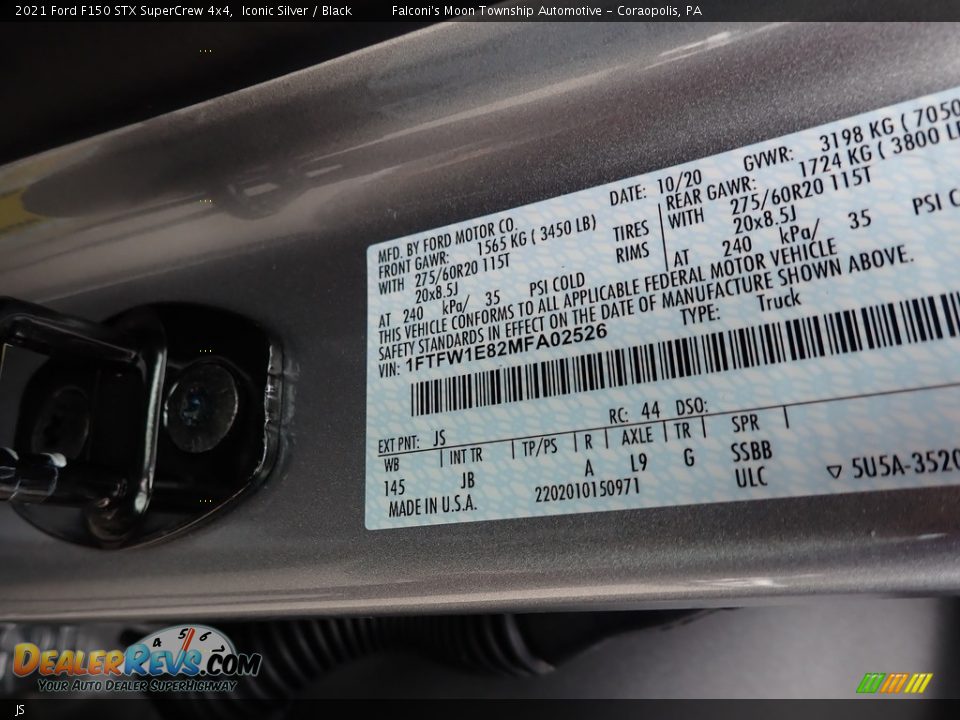 2021 Ford F150 STX SuperCrew 4x4, Iconic Silver / Black
Falconi's Moon Township Automotive - Coraopolis, PA
MFD. BY FORD MOTOR CO.
DATE: 10/20
GVWR: 3198 KG ( 7050
FRONT GAWR: 1565 KG ( 3450 LB)
REAR GAWR: 1724 KG ( 3800
WITH 275/60R20 115T
TIRES
WITH 275/60R20 115T
20x8.5J
RIMS
20x8.5J
AT 240 kPa/ 35 PSI COLD
AT 240 kPa/ 35 PSI
THIS VEHICLE CONFORMS TO ALL APPLICABLE FEDERAL MOTOR VEHICLE
SAFETY STANDARDS IN EFFECT ON THE DATE OF MANUFACTURE SHOWN ABOVE.
VIN: 1FTFW1E82MFA02526
TYPE: Truck
EXT PNT: JS
RC: 44 DSO:
WB INT TR TP/PS R AXLE TR SPR
145 JB A L9 G SSBB
ULC
MADE IN U.S.A. 2202010150971
5U5A-3520
4 5 6
DEALERREVS.COM
YOUR AUTO DEALER SUPERHIGHWAY
JS